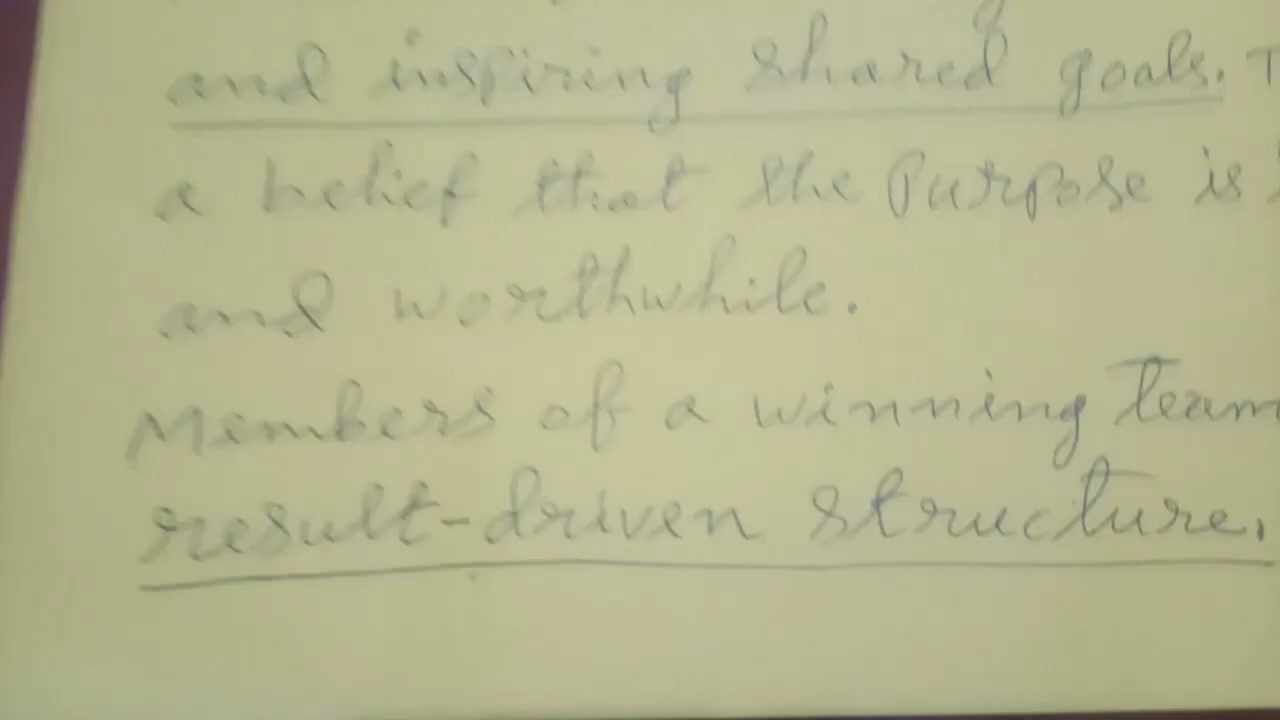 and inspiring shared goals. T
a belief that the Purpose is
and worthwhile.
Members of a winning team
result-driven structure.